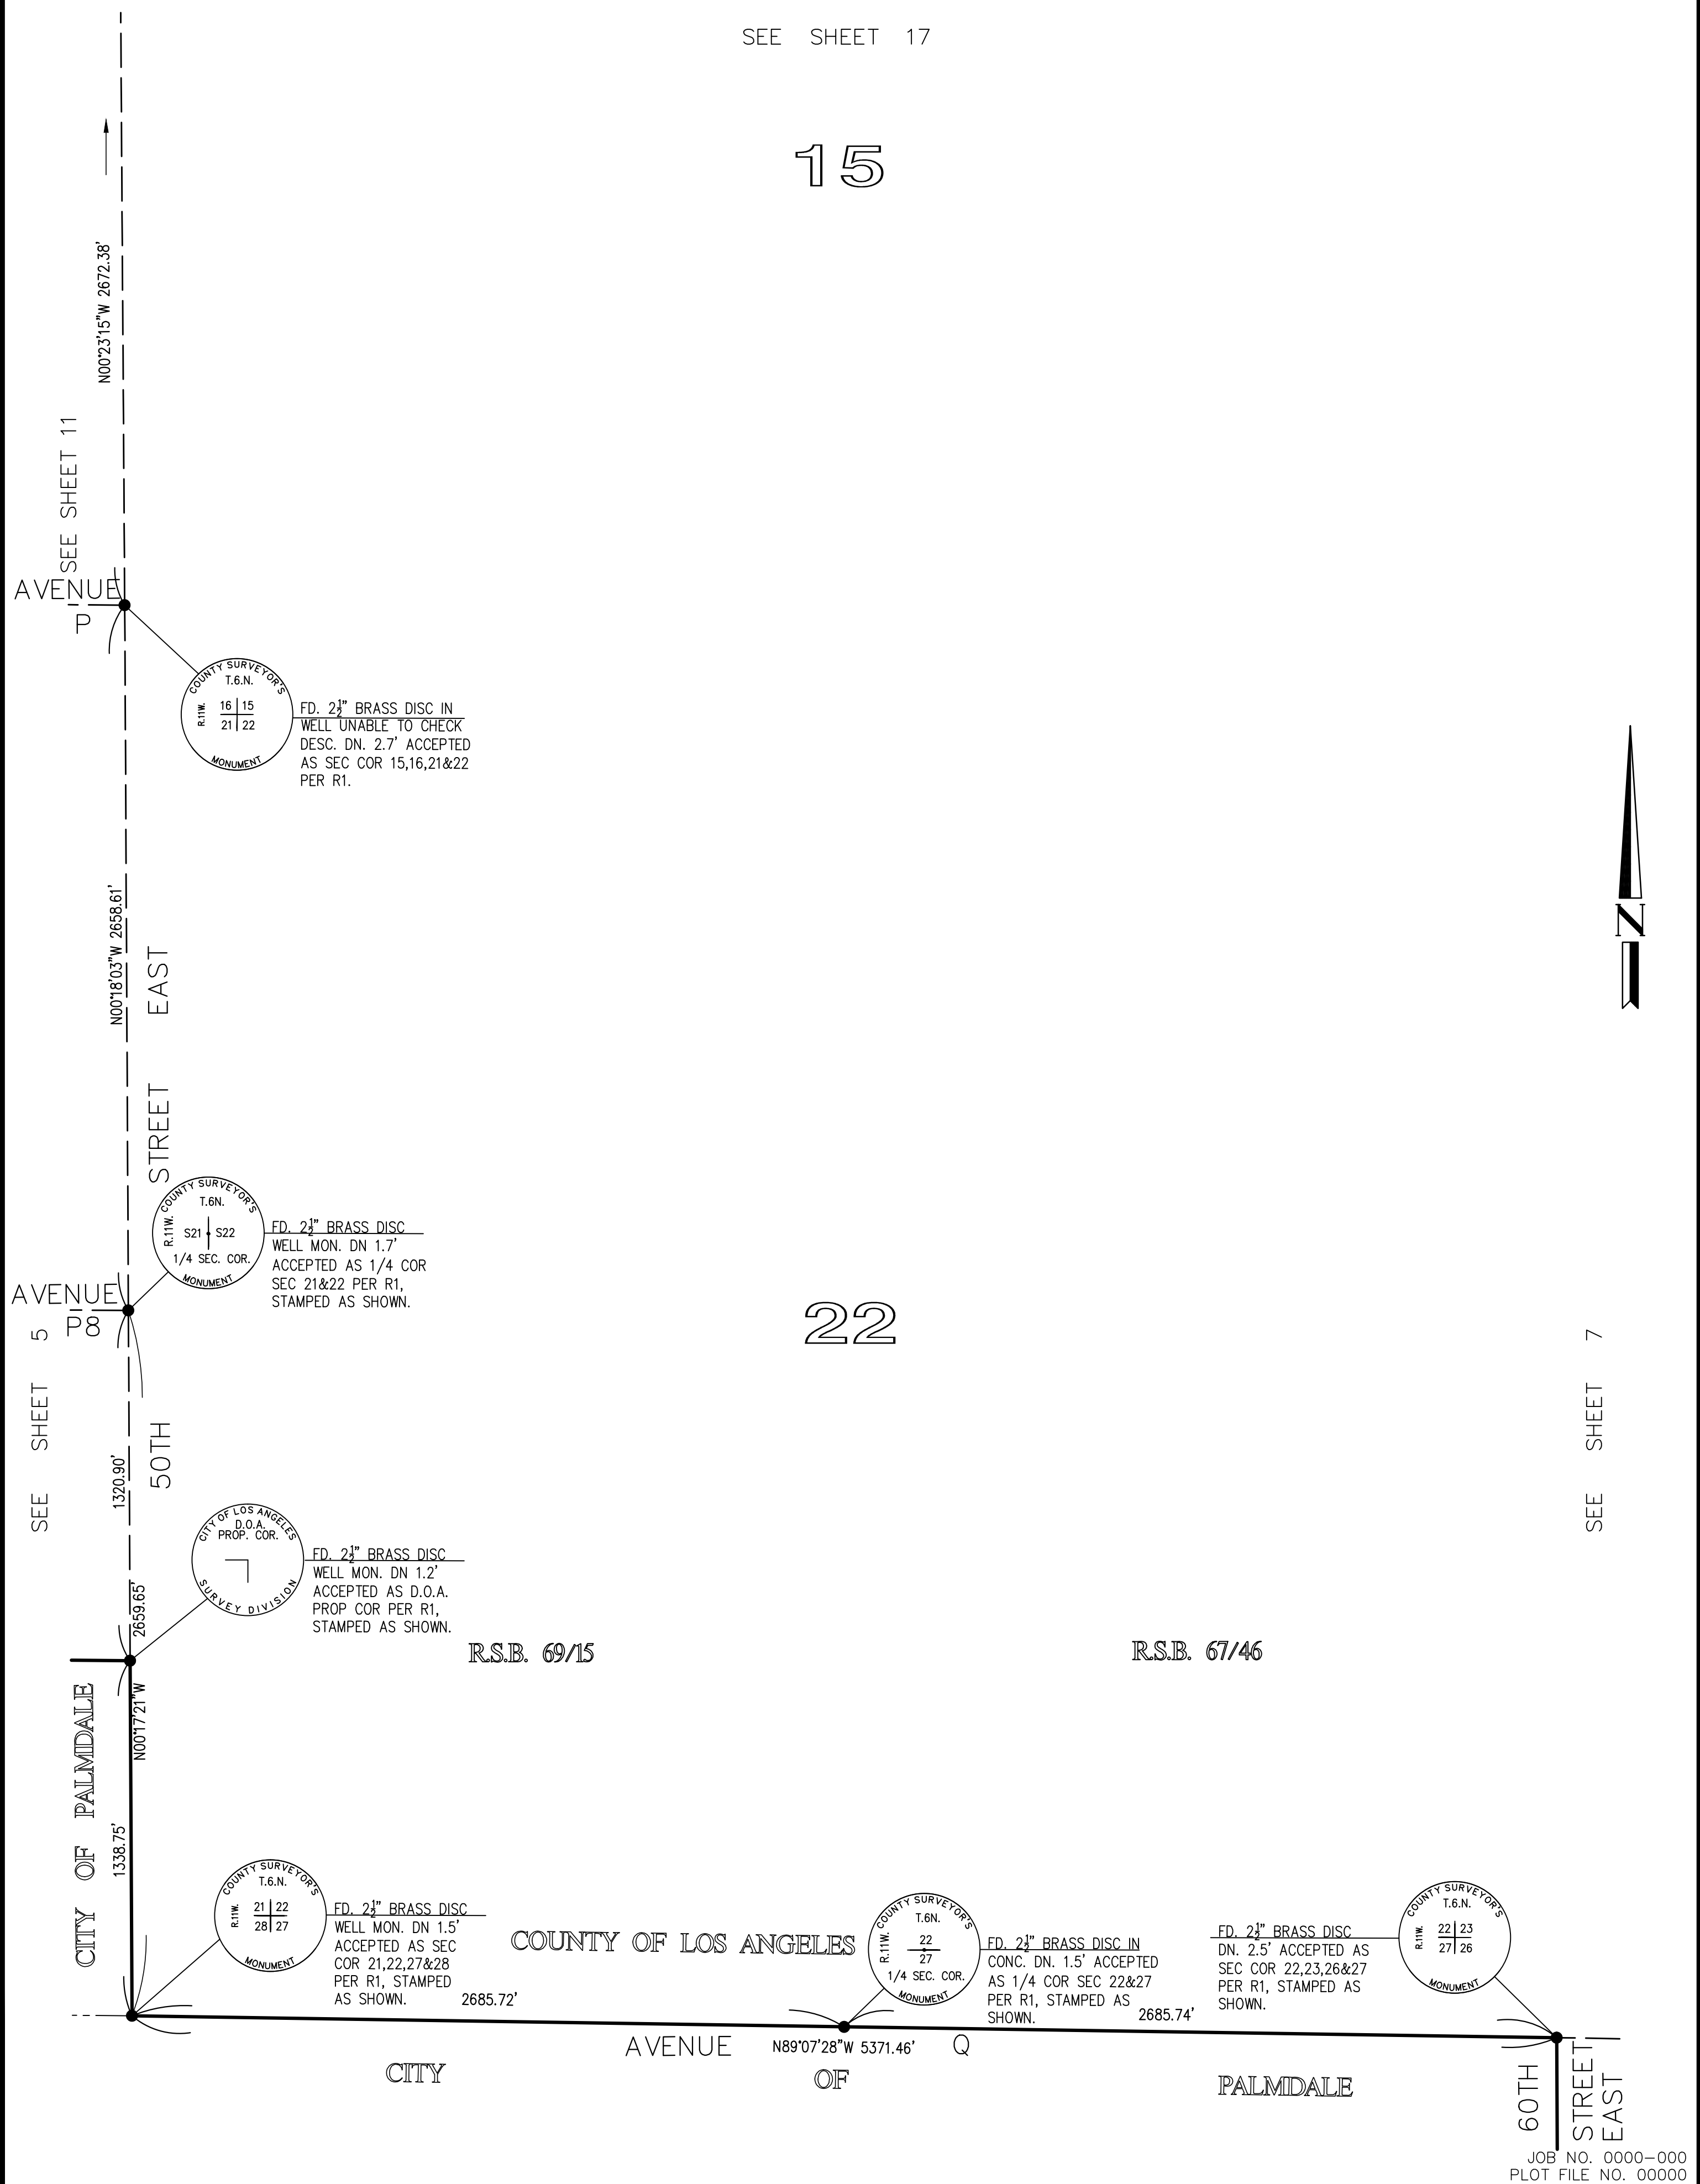 SEE SHEET 17
15
N00°23'15"W 2672.38'
SEE SHEET 11
AVENUE
P
COUNTY SURVEYOR'S
T.6.N.
R.11W.
16 15
21 22
MONUMENT
FD. 2½" BRASS DISC IN
WELL UNABLE TO CHECK
DESC. DN. 2.7' ACCEPTED
AS SEC COR 15,16,21&22
PER R1.
N
N00°18'03"W 2658.61'
50TH STREET EAST
COUNTY SURVEYOR'S
T.6N.
R.11W.
S21 S22
1/4 SEC. COR.
MONUMENT
FD. 2½" BRASS DISC
WELL MON. DN 1.7'
ACCEPTED AS 1/4 COR
SEC 21&22 PER R1,
STAMPED AS SHOWN.
AVENUE
P8
22
SEE SHEET 5
SEE SHEET 7
1320.90'
CITY OF LOS ANGELES
D.O.A.
PROP. COR.
SURVEY DIVISION
FD. 2½" BRASS DISC
WELL MON. DN 1.2'
ACCEPTED AS D.O.A.
PROP COR PER R1,
STAMPED AS SHOWN.
N00°17'21"W 2659.65'
R.S.B. 69/15
R.S.B. 67/46
CITY OF PALMDALE
1338.75'
COUNTY SURVEYOR'S
T.6.N.
R.11W.
21 22
28 27
MONUMENT
FD. 2½" BRASS DISC
WELL MON. DN 1.5'
ACCEPTED AS SEC
COR 21,22,27&28
PER R1, STAMPED
AS SHOWN.
2685.72'
COUNTY OF LOS ANGELES
COUNTY SURVEYOR'S
T.6N.
R.11W.
22
27
1/4 SEC. COR.
MONUMENT
FD. 2½" BRASS DISC IN
CONC. DN. 1.5' ACCEPTED
AS 1/4 COR SEC 22&27
PER R1, STAMPED AS
SHOWN.
2685.74'
FD. 2½" BRASS DISC
DN. 2.5' ACCEPTED AS
SEC COR 22,23,26&27
PER R1, STAMPED AS
SHOWN.
COUNTY SURVEYOR'S
T.6.N.
R.11W.
22 23
27 26
MONUMENT
AVENUE Q
N89°07'28"W 5371.46'
CITY OF PALMDALE
60TH
STREET
EAST
JOB NO. 0000-000
PLOT FILE NO. 00000